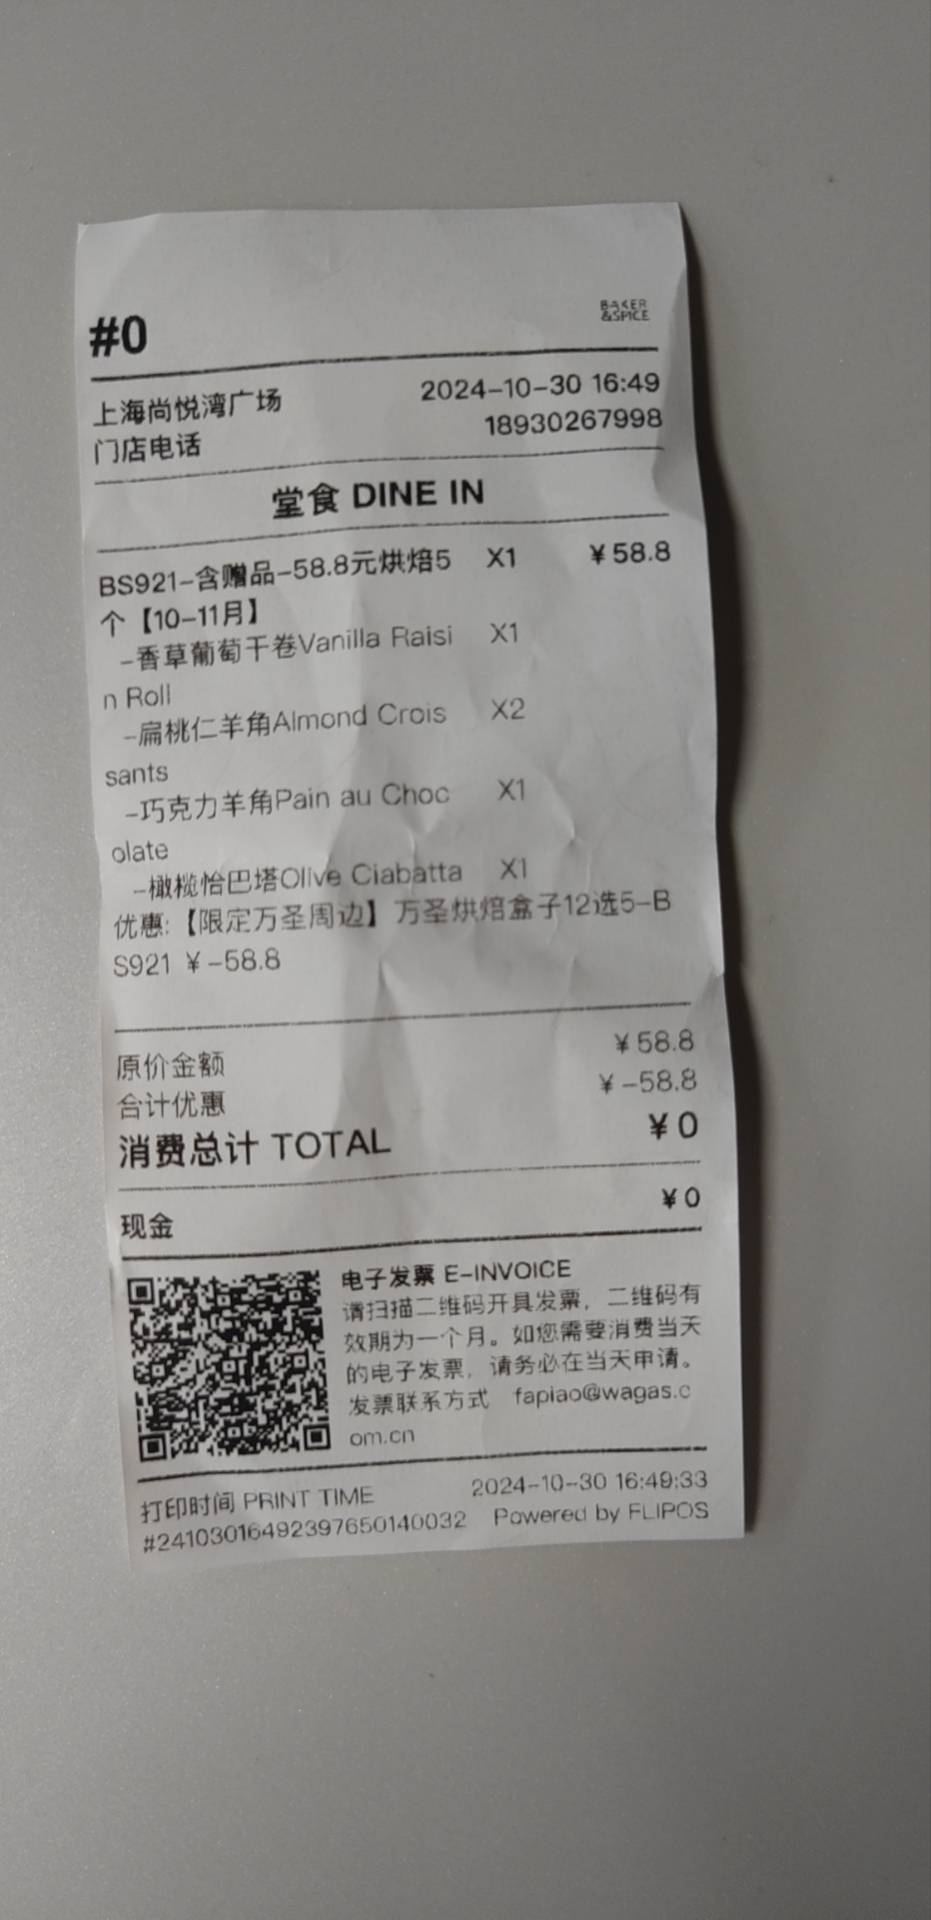 #0
BAKER
&SPICE
上海尚悦湾广场 2024-10-30 16:49
门店电话 18930267998
堂食 DINE IN
BS921-含赠品-58.8元烘焙5 X1 ¥58.8
个【10-11月】
-香草葡萄干卷Vanilla Raisi X1
n Roll
-扁桃仁羊角Almond Crois X2
sants
-巧克力羊角Pain au Choc X1
olate
-橄榄恰巴塔Olive Ciabatta X1
优惠:【限定万圣周边】万圣烘焙盒子12选5-B
S921 ¥-58.8
原价金额 ¥58.8
合计优惠 ¥-58.8
消费总计 TOTAL ¥0
现金 ¥0
电子发票 E-INVOICE
请扫描二维码开具发票，二维码有
效期为一个月。如您需要消费当天
的电子发票，请务必在当天申请。
发票联系方式 fapiao@wagas.c
om.cn
打印时间 PRINT TIME 2024-10-30 16:49:33
#24103016492397650140032 Powered by FLIPOS